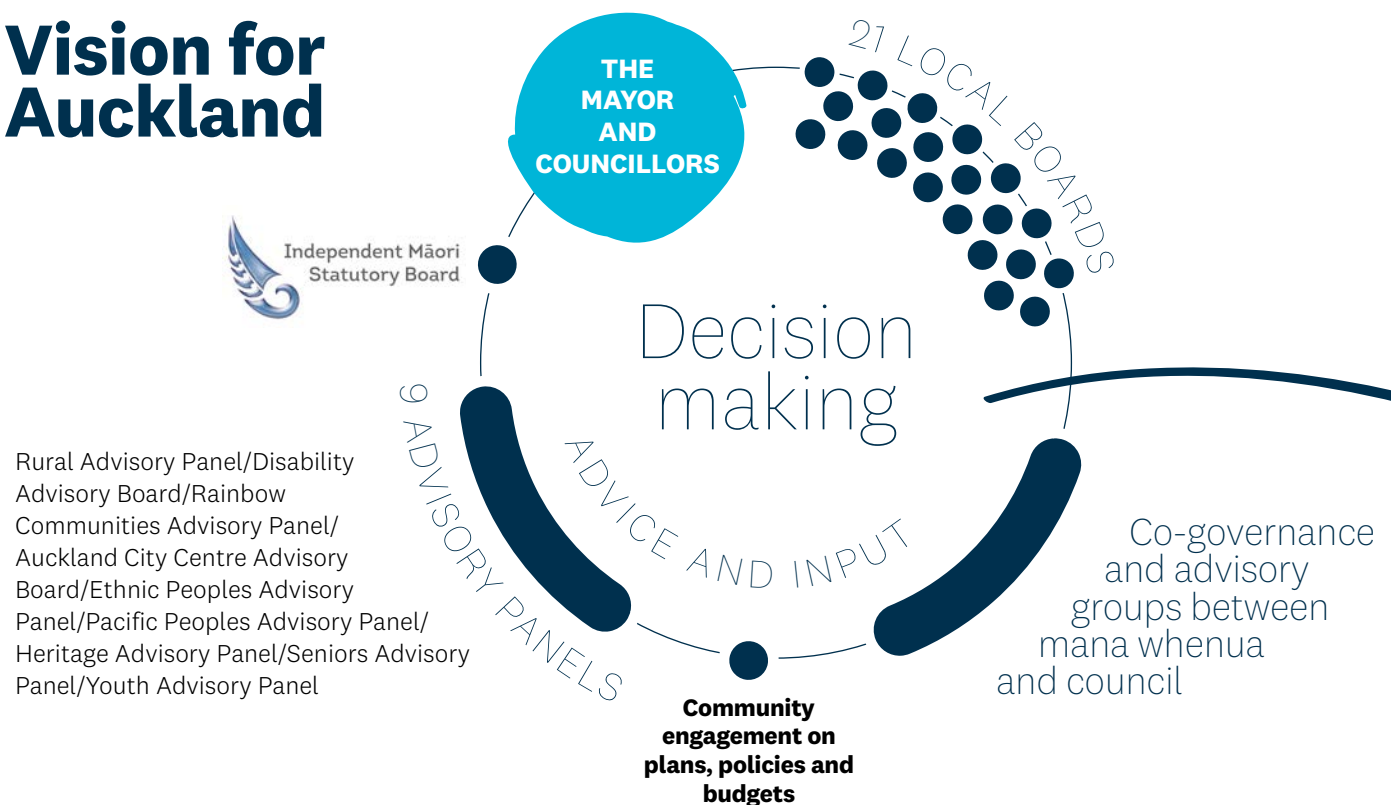 Vision for
Auckland
THE
MAYOR
AND
COUNCILLORS
21 LOCAL BOARDS
Independent Māori
Statutory Board
Decision
making
ADVICE AND INPUT
9 ADVISORY PANELS
Rural Advisory Panel/Disability
Advisory Board/Rainbow
Communities Advisory Panel/
Auckland City Centre Advisory
Board/Ethnic Peoples Advisory
Panel/Pacific Peoples Advisory Panel/
Heritage Advisory Panel/Seniors Advisory
Panel/Youth Advisory Panel
Co-governance
and advisory
groups between
mana whenua
and council
Community
engagement on
plans, policies and
budgets